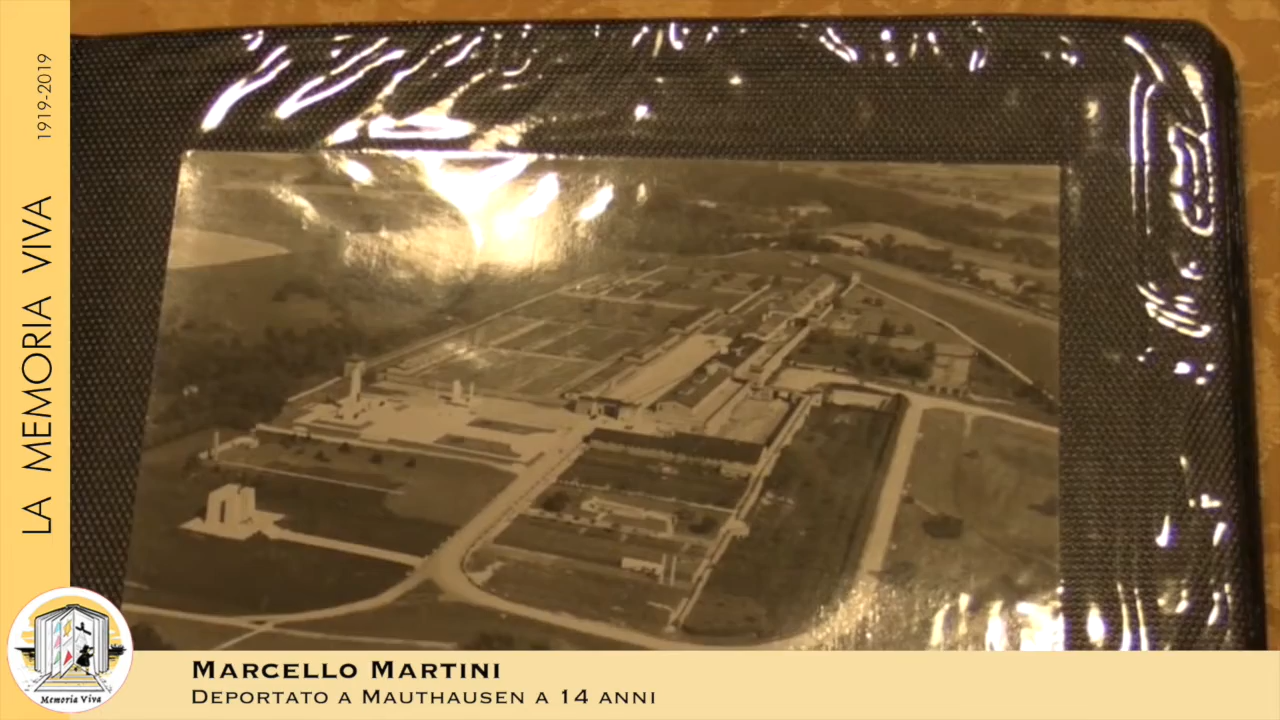 LA MEMORIA VIVA 1919-2019
Memoria Viva
MARCELLO MARTINI
DEPORTATO A MAUTHAUSEN A 14 ANNI